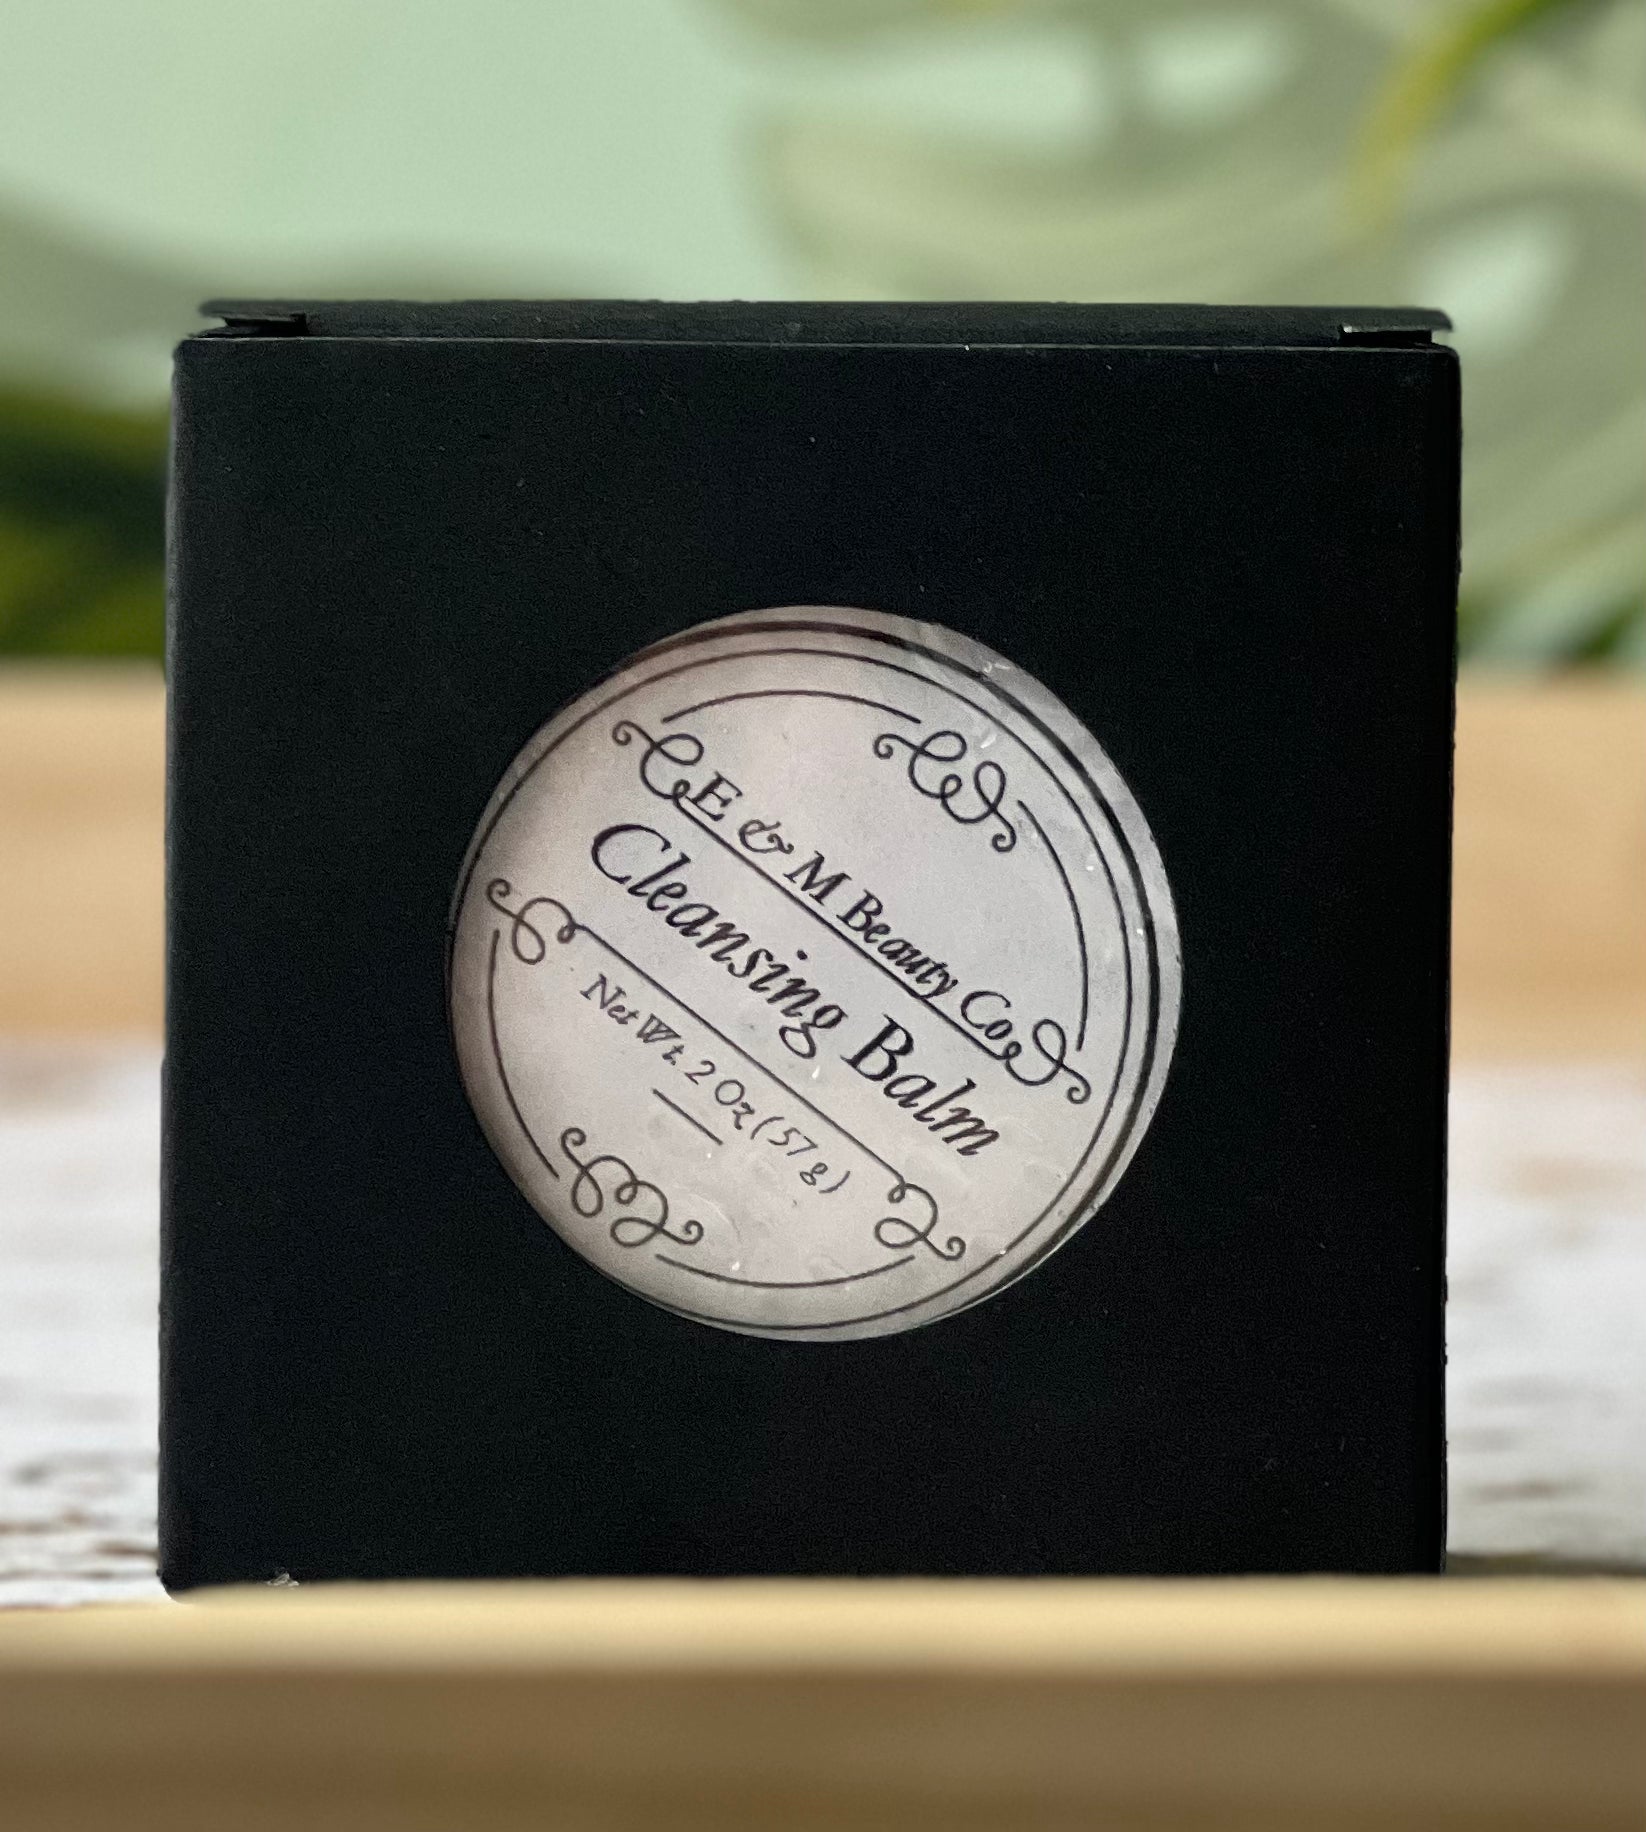 E & M Beauty Co
Cleansing Balm
Net Wt. 2 Oz (57 g)